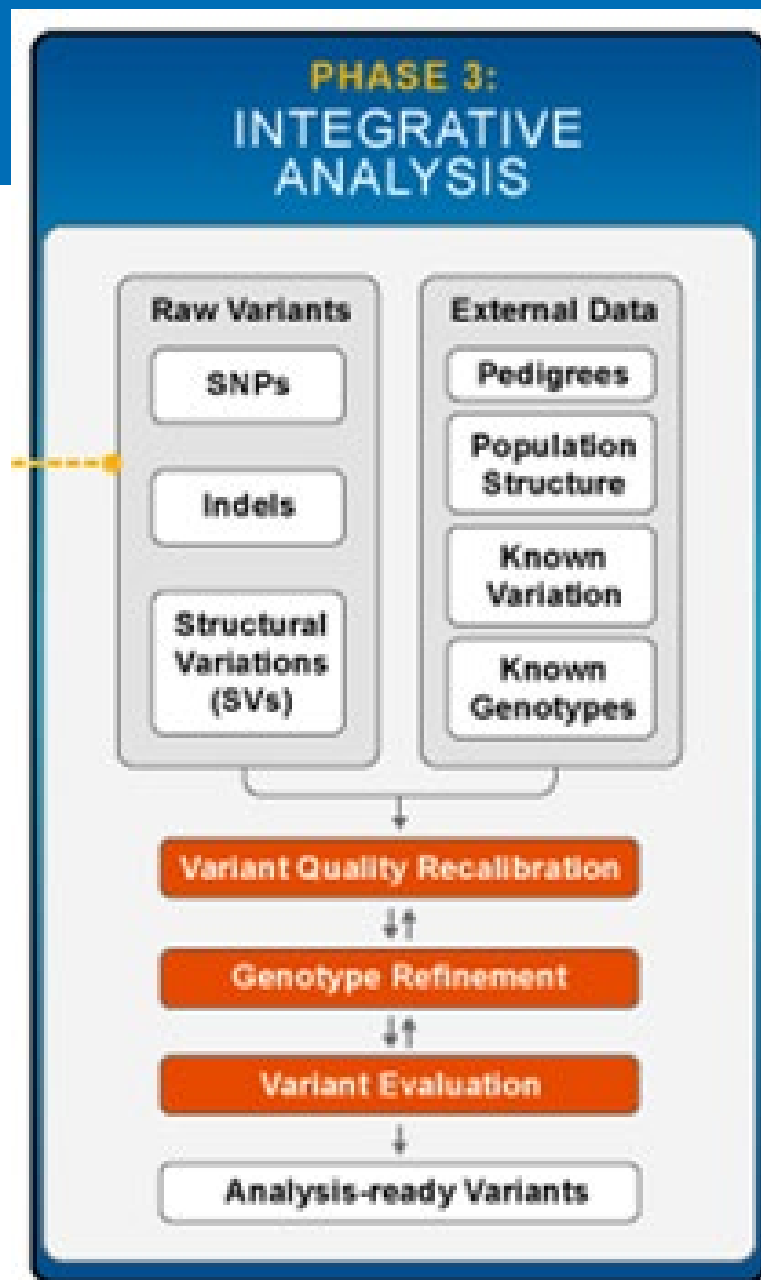 PHASE 3:
INTEGRATIVE
ANALYSIS
Raw Variants
SNPs
Indels
Structural
Variations
(SVs)
External Data
Pedigrees
Population
Structure
Known
Variation
Known
Genotypes
Variant Quality Recalibration
Genotype Refinement
Variant Evaluation
Analysis-ready Variants